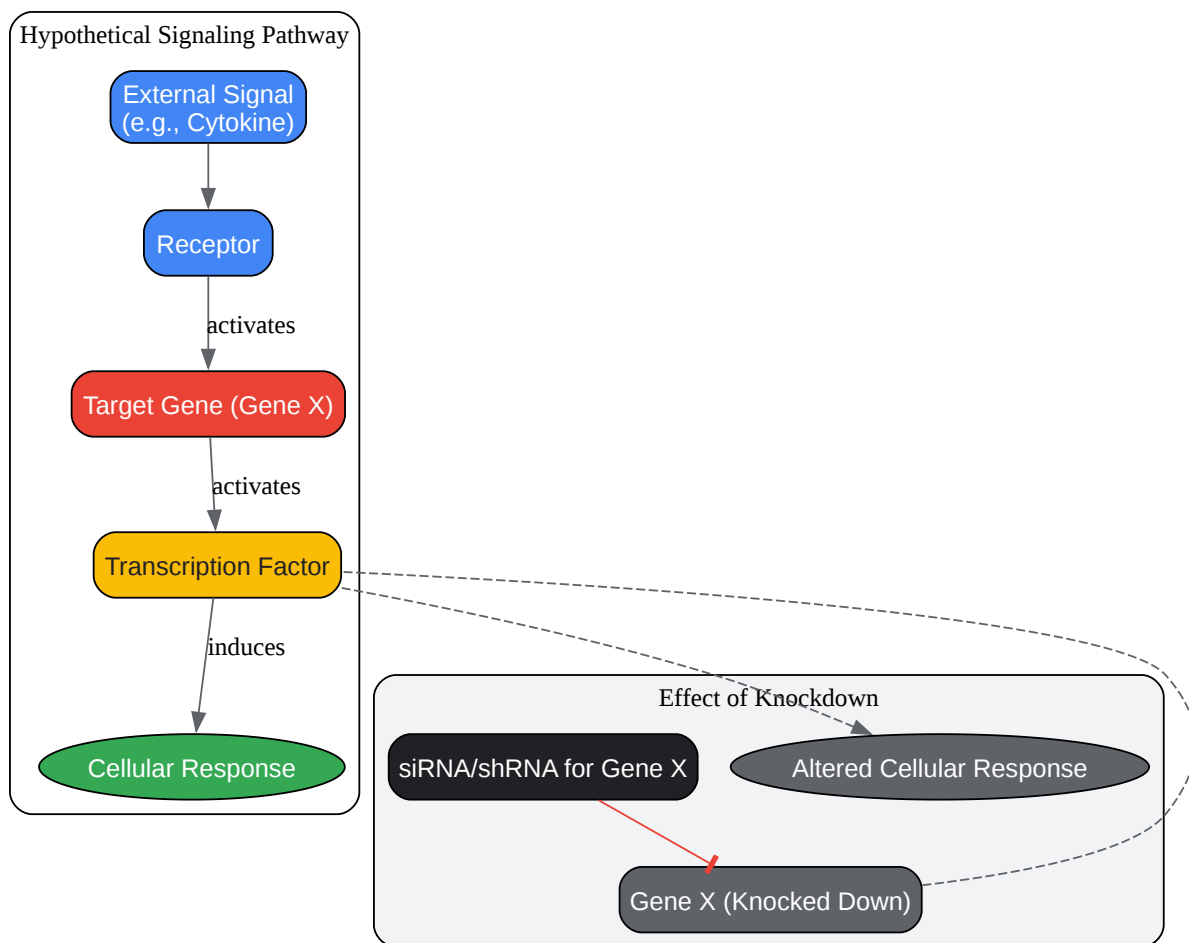 Hypothetical Signaling Pathway
External Signal
(e.g., Cytokine)
Receptor
activates
Target Gene (Gene X)
activates
Transcription Factor
induces
Cellular Response
Effect of Knockdown
siRNA/shRNA for Gene X
Altered Cellular Response
Gene X (Knocked Down)